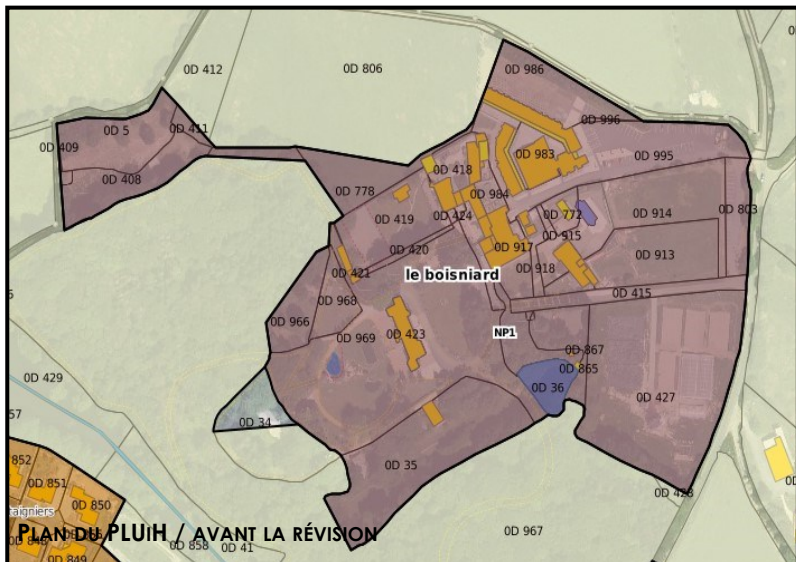 0D 412
0D 806
0D 986
0D 5
0D 411
0D 996
0D 409
0D 983
0D 995
0D 408
0D 418
0D 778
0D 984
0D 419
0D 424
0D 772
0D 914
0D 803
0D 915
0D 420
0D 917
0D 913
0D 918
0D 421
le boisniard
0D 415
0D 968
0D 966
0D 969
0D 423
NP1
0D 867
0D 865
0D 429
0D 36
0D 427
57
0D 34
852
0D 35
0D 851
0D 850
aigniers
PLAN DU PLUIH / AVANT LA RÉVISION
0D 967
0D 858
0D 41
0D 849